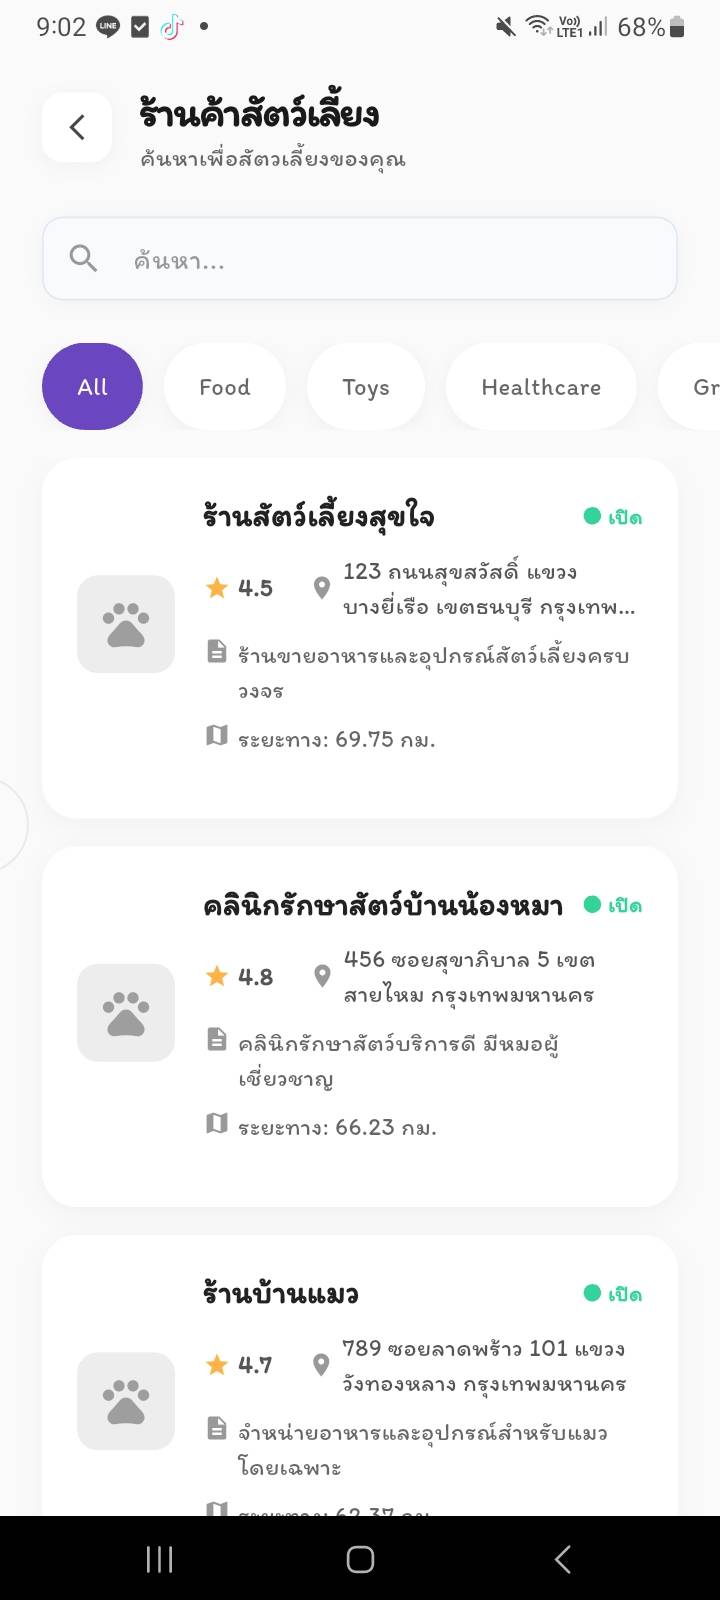 9:02 LINE Vo)) LTE1 68%
ร้านค้าสัตว์เลี้ยง
ค้นหาเพื่อสัตวเลี้ยงของคุณ
ค้นหา...
All Food Toys Healthcare Gr
ร้านสัตว์เลี้ยงสุขใจ เปิด
4.5 123 ถนนสุขสวัสดิ์ แขวง
บางยี่เรือ เขตธนบุรี กรุงเทพ...
ร้านขายอาหารและอุปกรณ์สัตว์เลี้ยงครบ
วงจร
ระยะทาง: 69.75 กม.
คลินิกรักษาสัตว์บ้านน้องหมา เปิด
4.8 456 ซอยสุขาภิบาล 5 เขต
สายไหม กรุงเทพมหานคร
คลินิกรักษาสัตว์บริการดี มีหมอผู้
เชี่ยวชาญ
ระยะทาง: 66.23 กม.
ร้านบ้านแมว เปิด
4.7 789 ซอยลาดพร้าว 101 แขวง
วังทองหลาง กรุงเทพมหานคร
จำหน่ายอาหารและอุปกรณ์สำหรับแมว
โดยเฉพาะ
ระยะทาง: 62.37 กม.